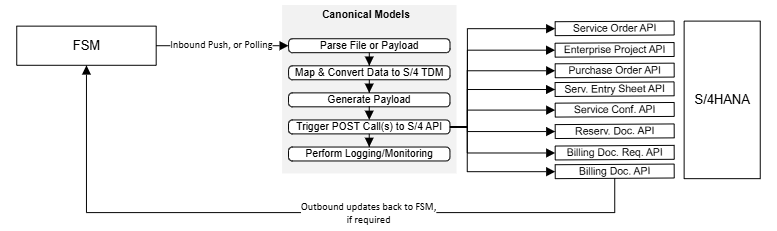 Canonical Models
FSM
Inbound Push, or Polling
Parse File or Payload
Map & Convert Data to S/4 TDM
Generate Payload
Trigger POST Call(s) to S/4 API
Perform Logging/Monitoring
Service Order API
Enterprise Project API
Purchase Order API
Serv. Entry Sheet API
Service Conf. API
Reserv. Doc. API
Billing Doc. Req. API
Billing Doc. API
S/4HANA
Outbound updates back to FSM,
if required